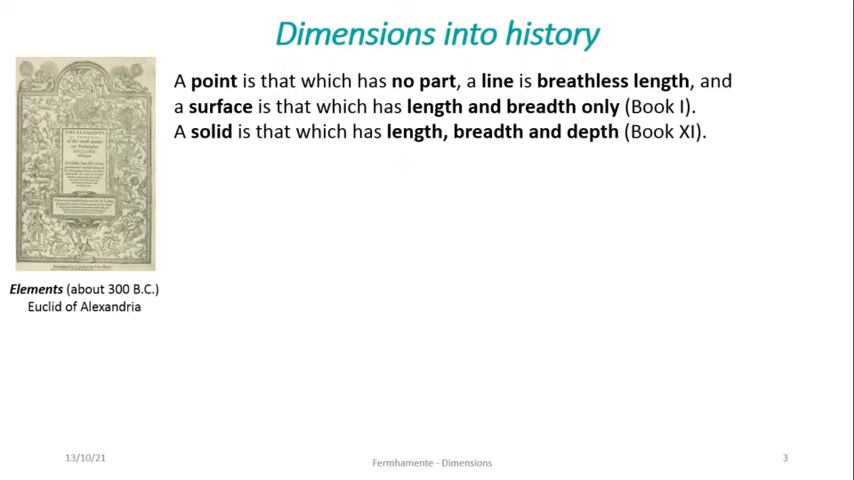 Dimensions into history
A point is that which has no part, a line is breathless length, and
a surface is that which has length and breadth only (Book I).
A solid is that which has length, breadth and depth (Book XI).
THE ELEMENTS
Elements (about 300 B.C.)
Euclid of Alexandria
13/10/21
Fermhamente - Dimensions
3